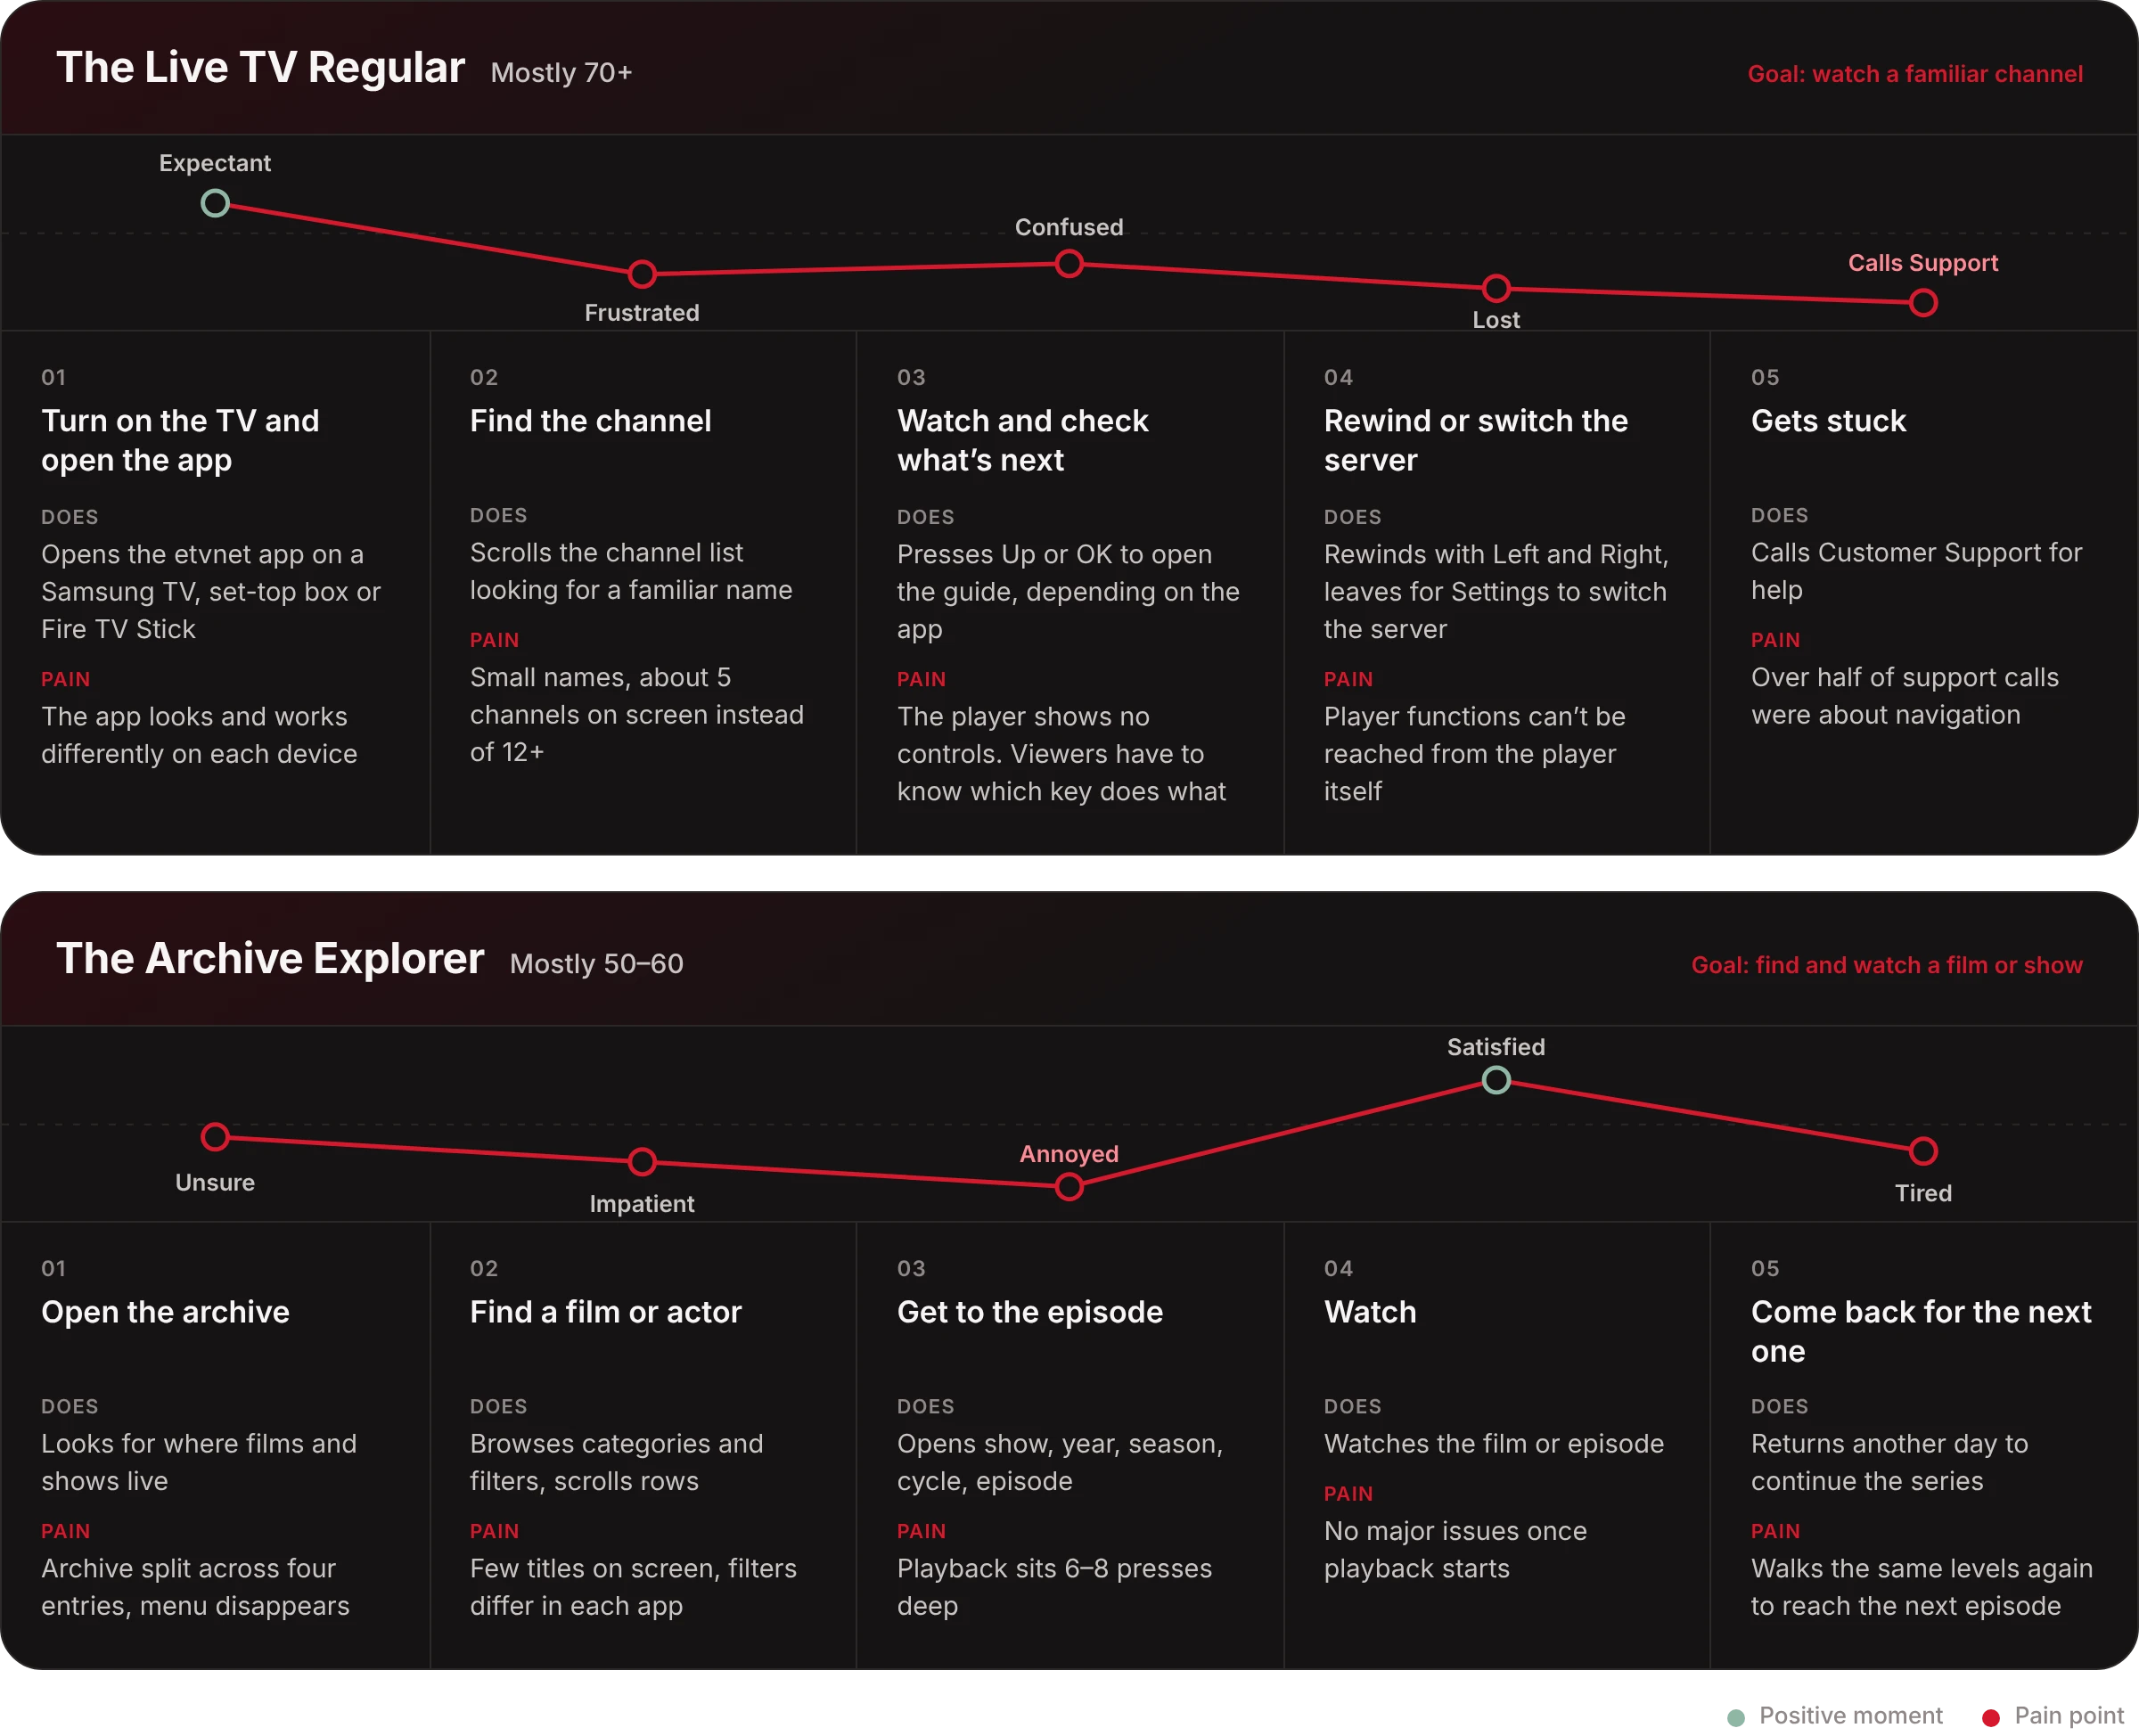 The Live TV Regular Mostly 70+
Goal: watch a familiar channel
Expectant
Frustrated
Confused
Lost
Calls Support
01
Turn on the TV and
open the app
DOES
Opens the etvnet app on a
Samsung TV, set-top box or
Fire TV Stick
PAIN
The app looks and works
differently on each device
02
Find the channel
DOES
Scrolls the channel list
looking for a familiar name
PAIN
Small names, about 5
channels on screen instead
of 12+
03
Watch and check
what’s next
DOES
Presses Up or OK to open
the guide, depending on the
app
PAIN
The player shows no
controls. Viewers have to
know which key does what
04
Rewind or switch the
server
DOES
Rewinds with Left and Right,
leaves for Settings to switch
the server
PAIN
Player functions can’t be
reached from the player
itself
05
Gets stuck
DOES
Calls Customer Support for
help
PAIN
Over half of support calls
were about navigation
The Archive Explorer Mostly 50–60
Goal: find and watch a film or show
Unsure
Impatient
Annoyed
Satisfied
Tired
01
Open the archive
DOES
Looks for where films and
shows live
PAIN
Archive split across four
entries, menu disappears
02
Find a film or actor
DOES
Browses categories and
filters, scrolls rows
PAIN
Few titles on screen, filters
differ in each app
03
Get to the episode
DOES
Opens show, year, season,
cycle, episode
PAIN
Playback sits 6–8 presses
deep
04
Watch
DOES
Watches the film or episode
PAIN
No major issues once
playback starts
05
Come back for the next
one
DOES
Returns another day to
continue the series
PAIN
Walks the same levels again
to reach the next episode
Positive moment
Pain point